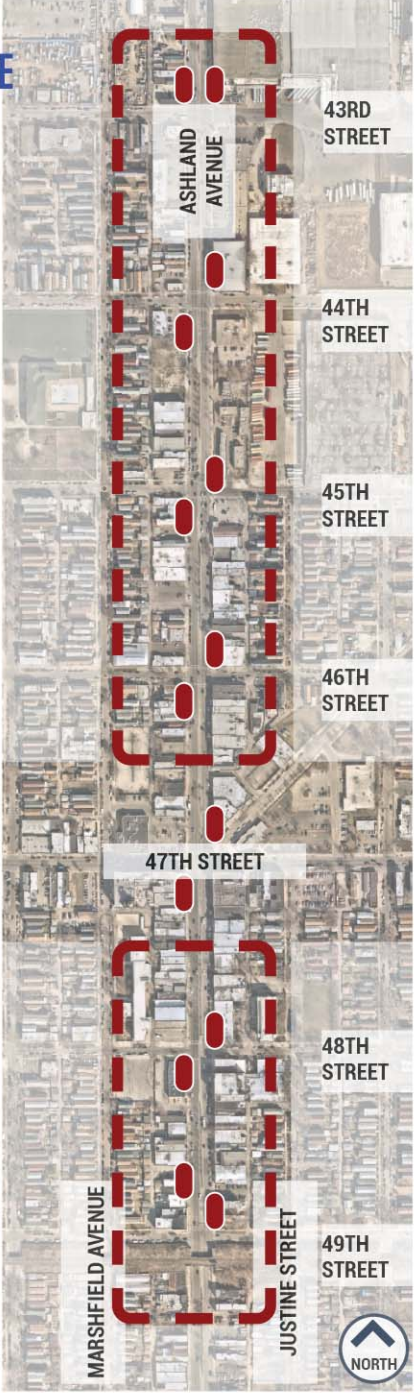 E
43RD
STREET
ASHLAND
AVENUE
44TH
STREET
45TH
STREET
46TH
STREET
47TH STREET
48TH
STREET
MARSHFIELD AVENUE
JUSTINE STREET
49TH
STREET
NORTH